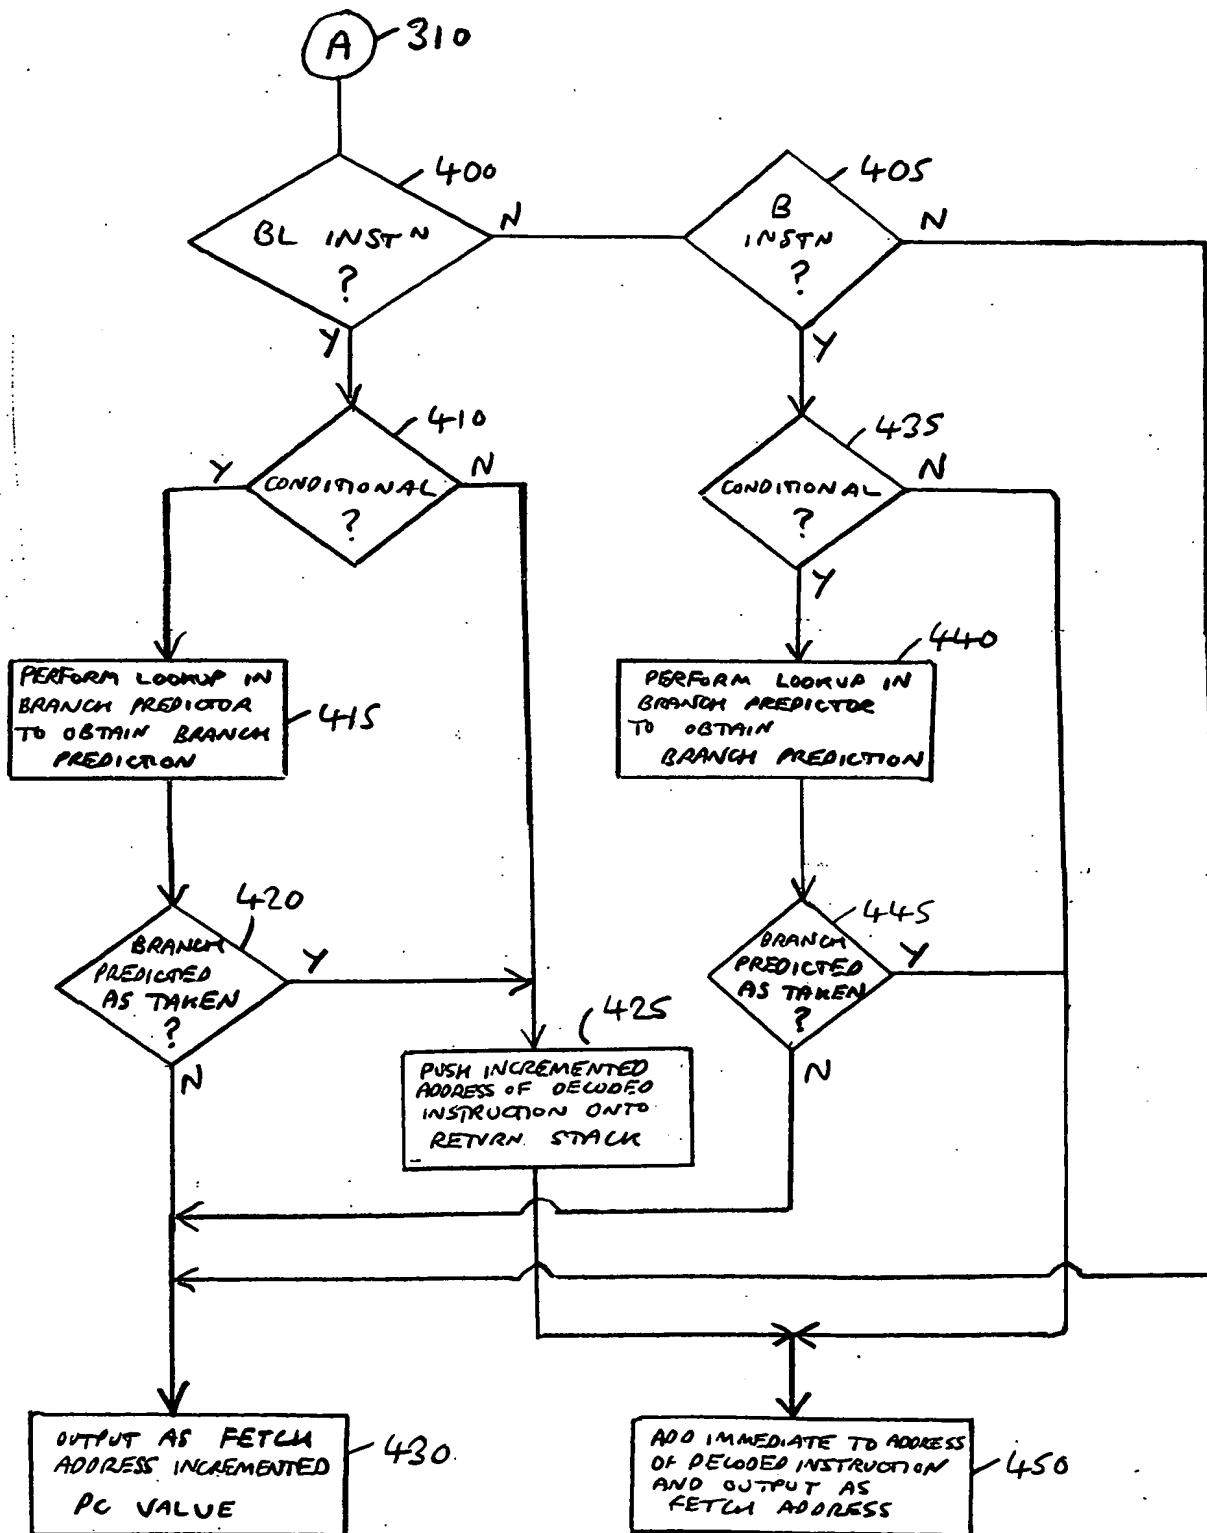 A
310
400
BL INSTN
?
N
Y
405
B
INSTN
?
N
Y
410
CONDITIONAL
?
Y
N
435
CONDITIONAL
?
N
Y
PERFORM LOOKUP IN
BRANCH PREDICTOR
TO OBTAIN BRANCH
PREDICTION
415
440
PERFORM LOOKUP IN
BRANCH PREDICTOR
TO OBTAIN
BRANCH PREDICTION
420
BRANCH
PREDICTED
AS TAKEN
?
Y
N
445
BRANCH
PREDICTED
AS TAKEN
?
Y
N
425
PUSH INCREMENTED
ADDRESS OF DECODED
INSTRUCTION ONTO
RETURN STACK
OUTPUT AS FETCH
ADDRESS INCREMENTED
PC VALUE
430
ADD IMMEDIATE TO ADDRESS
OF DECODED INSTRUCTION
AND OUTPUT AS
FETCH ADDRESS
450